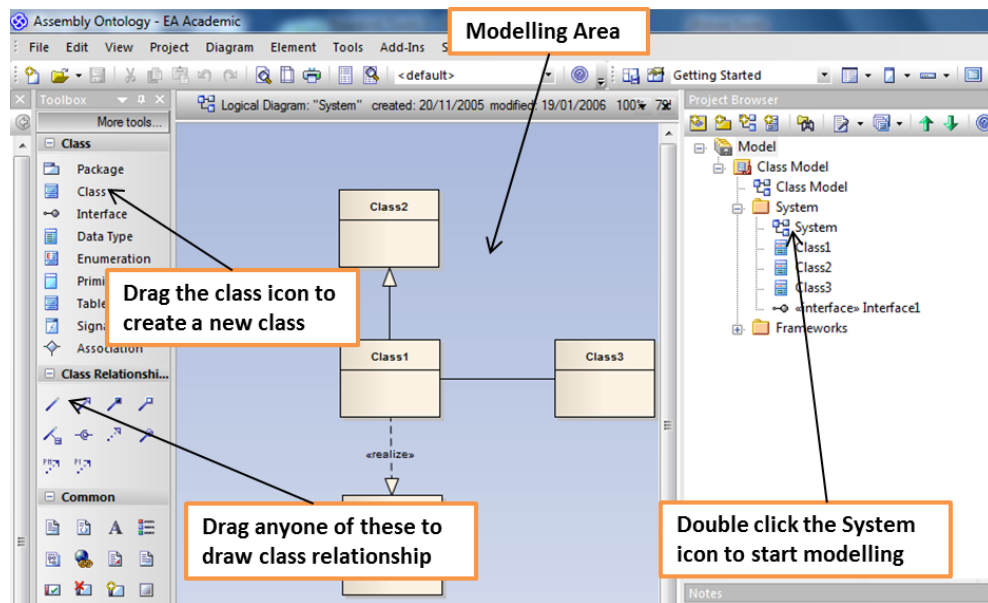 Assembly Ontology - EA Academic
File Edit View Project Diagram Element Tools Add-Ins
Modelling Area
<default>
Getting Started
Toolbox
Logical Diagram: "System" created: 20/11/2005 modified: 19/01/2006 100%
Project Browser
More tools...
Class
Package
Class
Interface
Data Type
Enumeration
Association
Drag the class icon to
create a new class
Class Relationshi...
Common
Class2
Class1
Class3
«realize»
Drag anyone of these to
draw class relationship
Model
Class Model
Class Model
System
System
Class1
Class2
Class3
«interface» Interface1
Frameworks
Double click the System
icon to start modelling
Notes